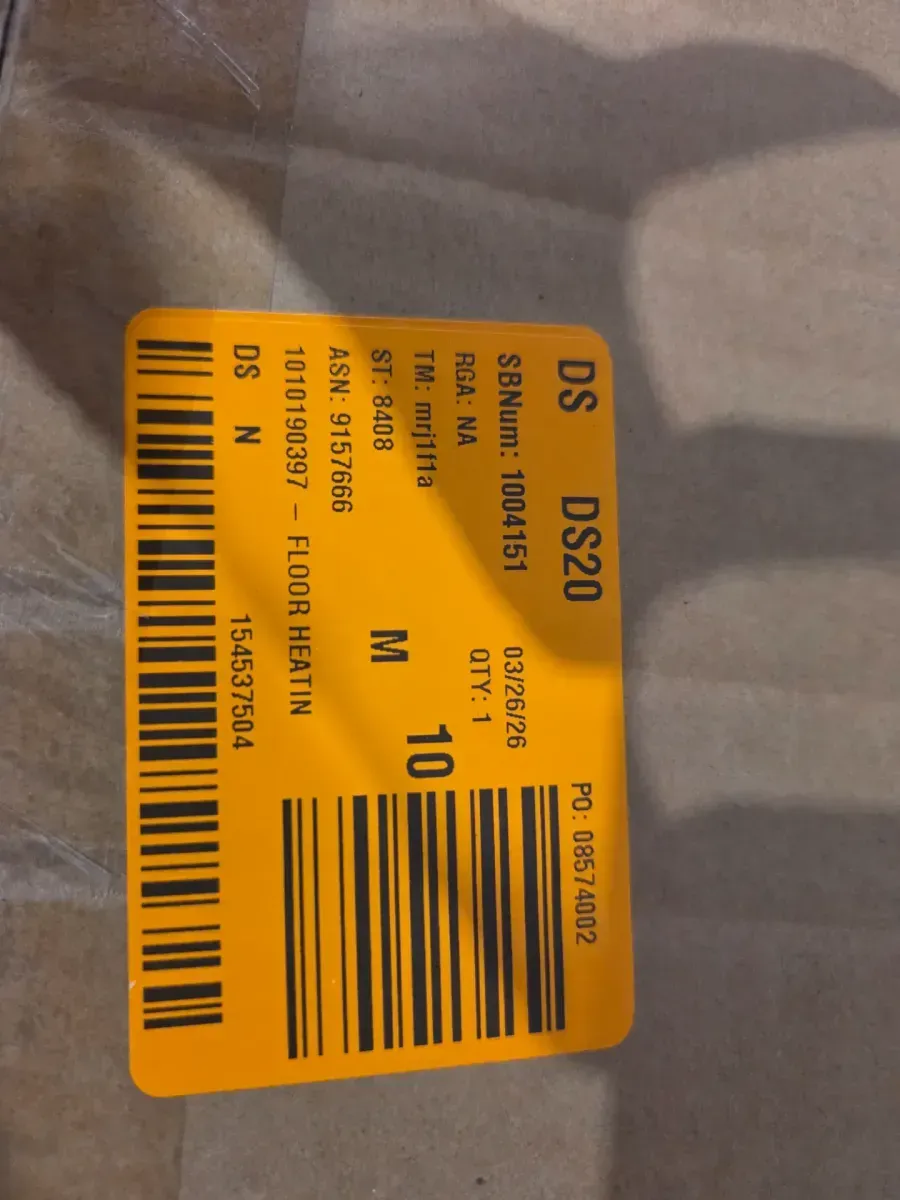 DS DS20 PO: 08574002
SBNum: 1004151 03/26/26
RGA: NA QTY: 1
TM: mrj1f1a 10
ST: 8408 M
ASN: 9157666
1010190397 – FLOOR HEATIN
DS N 154537504